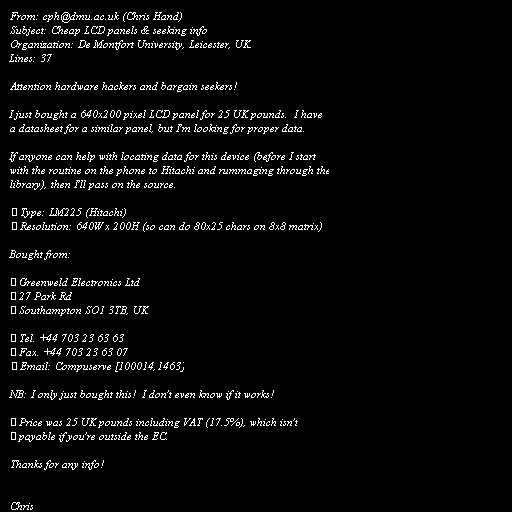 From: cph@dmu.ac.uk (Chris Hand)
Subject: Cheap LCD panels & seeking info
Organization: De Montfort University, Leicester, UK
Lines: 37

Attention hardware hackers and bargain seekers!

I just bought a 640x200 pixel LCD panel for 25 UK pounds.  I have
a datasheet for a similar panel, but I'm looking for proper data.

If anyone can help with locating data for this device (before I start
with the routine on the phone to Hitachi and rummaging through the
library), then I'll pass on the source.

Type: LM225 (Hitachi)
Resolution: 640W x 200H (so can do 80x25 chars on 8x8 matrix)

Bought from:

Greenweld Electronics Ltd
27 Park Rd
Southampton SO1 3TB, UK

Tel. +44 703 23 63 63
Fax. +44 703 23 63 07
Email: Compuserve [100014,1463]

NB: I only just bought this!  I don't even know if it works!

Price was 25 UK pounds including VAT (17.5%), which isn't
payable if you're outside the EC.

Thanks for any info!

Chris